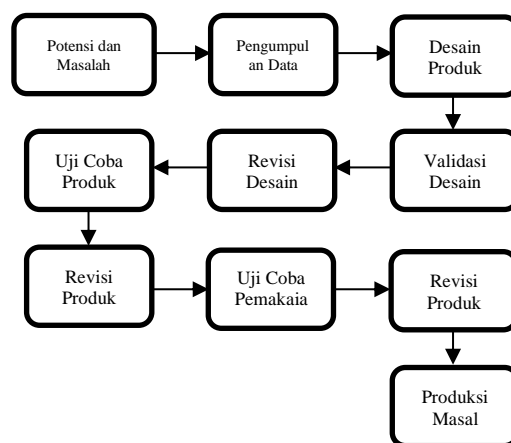 Potensi dan
Masalah
Pengumpul
an Data
Desain
Produk
Validasi
Desain
Revisi
Desain
Uji Coba
Produk
Revisi
Produk
Uji Coba
Pemakaia
Revisi
Produk
Produksi
Masal